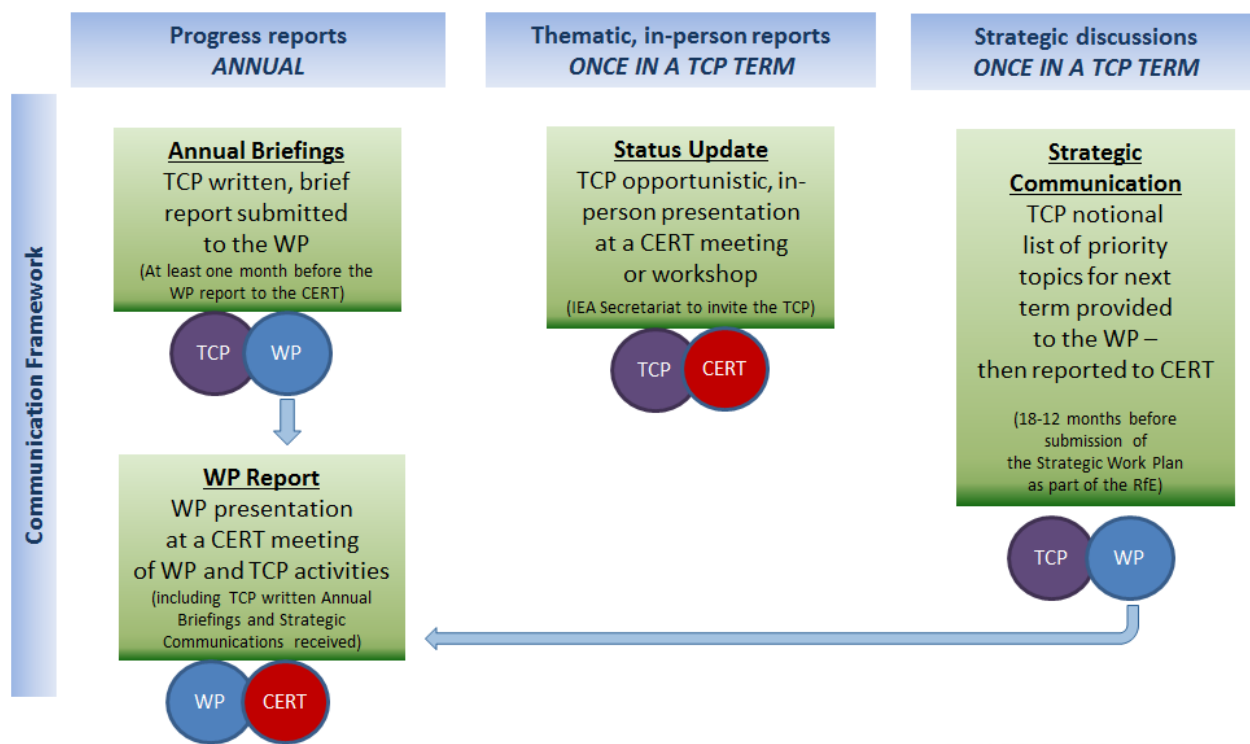 Progress reports
ANNUAL
Thematic, in-person reports
ONCE IN A TCP TERM
Strategic discussions
ONCE IN A TCP TERM
Communication Framework
Annual Briefings
TCP written, brief
report submitted
to the WP
(At least one month before the
WP report to the CERT)
TCP
WP
WP Report
WP presentation
at a CERT meeting
of WP and TCP activities
(including TCP written Annual
Briefings and Strategic
Communications received)
WP
CERT
Status Update
TCP opportunistic, in-
person presentation
at a CERT meeting
or workshop
(IEA Secretariat to invite the TCP)
TCP
CERT
Strategic
Communication
TCP notional
list of priority
topics for next
term provided
to the WP –
then reported to CERT
(18-12 months before
submission of
the Strategic Work Plan
as part of the RfE)
TCP
WP